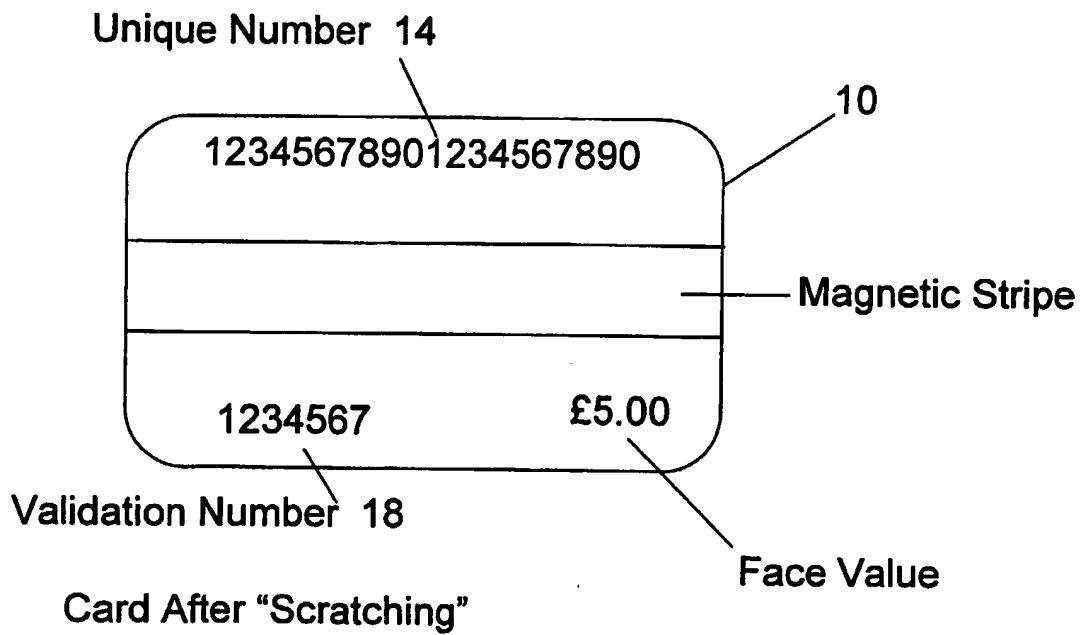 Unique Number 14
10
12345678901234567890
Magnetic Stripe
1234567
£5.00
Validation Number 18
Face Value
Card After “Scratching”